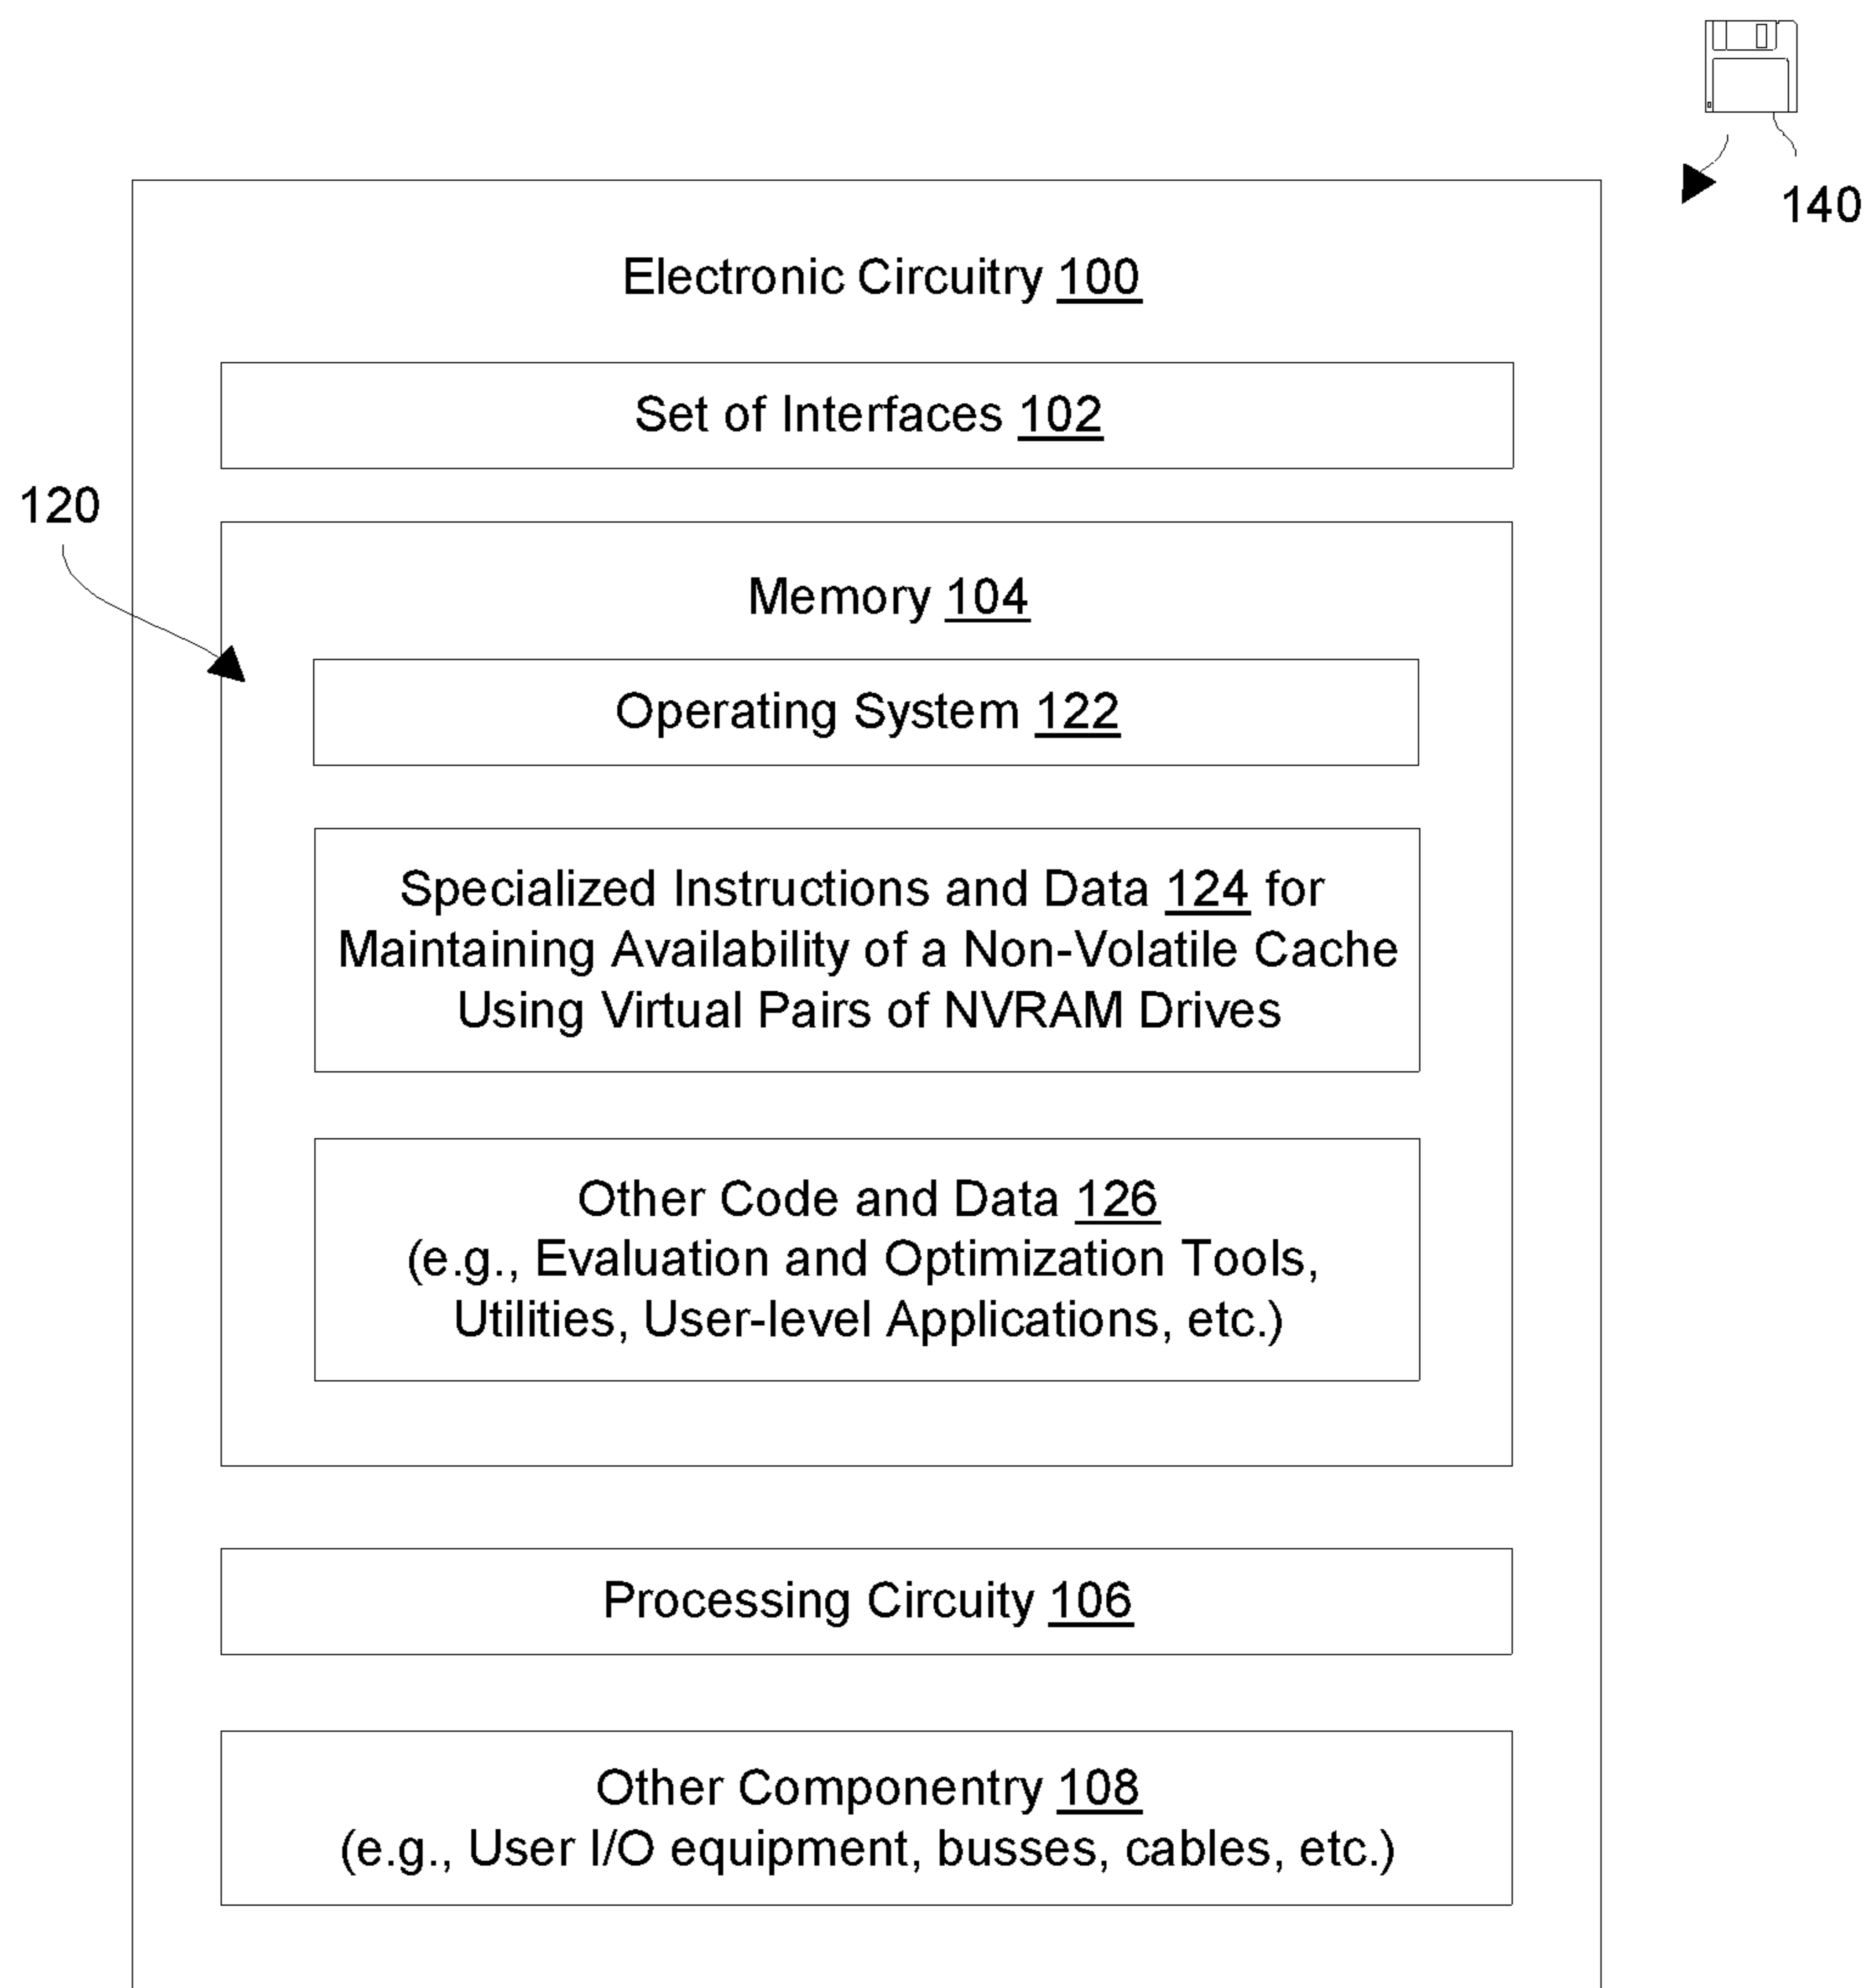 140
Electronic Circuitry 100
Set of Interfaces 102
120
Memory 104
Operating System 122
Specialized Instructions and Data 124 for
Maintaining Availability of a Non-Volatile Cache
Using Virtual Pairs of NVRAM Drives
Other Code and Data 126
(e.g., Evaluation and Optimization Tools,
Utilities, User-level Applications, etc.)
Processing Circuity 106
Other Componentry 108
(e.g., User I/O equipment, busses, cables, etc.)